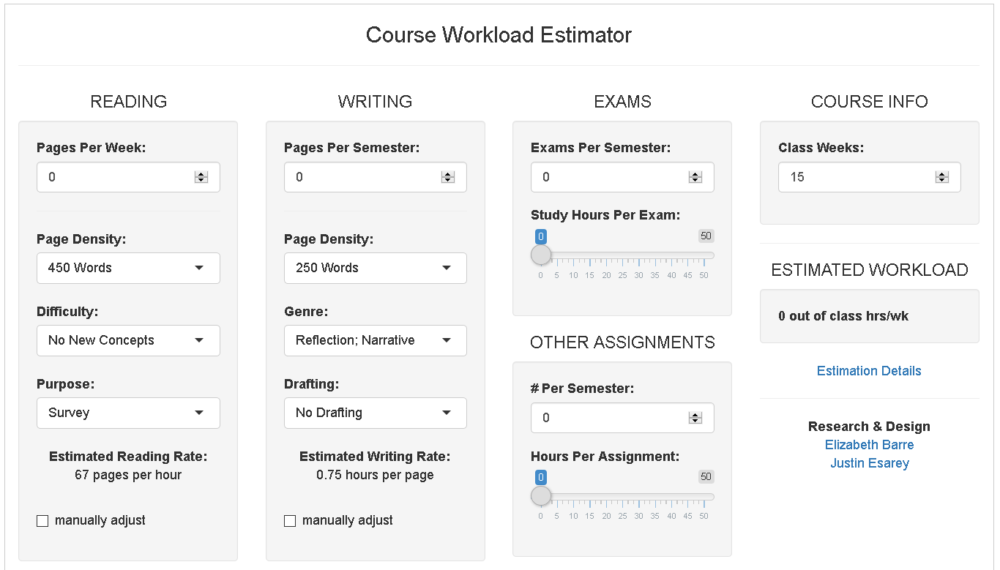 Course Workload Estimator
READING
Pages Per Week:
0
Page Density:
450 Words
Difficulty:
No New Concepts
Purpose:
Survey
Estimated Reading Rate:
67 pages per hour
manually adjust
WRITING
Pages Per Semester:
0
Page Density:
250 Words
Genre:
Reflection; Narrative
Drafting:
No Drafting
Estimated Writing Rate:
0.75 hours per page
manually adjust
EXAMS
Exams Per Semester:
0
Study Hours Per Exam:
0 50
0 5 10 15 20 25 30 35 40 45 50
OTHER ASSIGNMENTS
# Per Semester:
0
Hours Per Assignment:
0 50
0 5 10 15 20 25 30 35 40 45 50
COURSE INFO
Class Weeks:
15
ESTIMATED WORKLOAD
0 out of class hrs/wk
Estimation Details
Research & Design
Elizabeth Barre
Justin Esarey